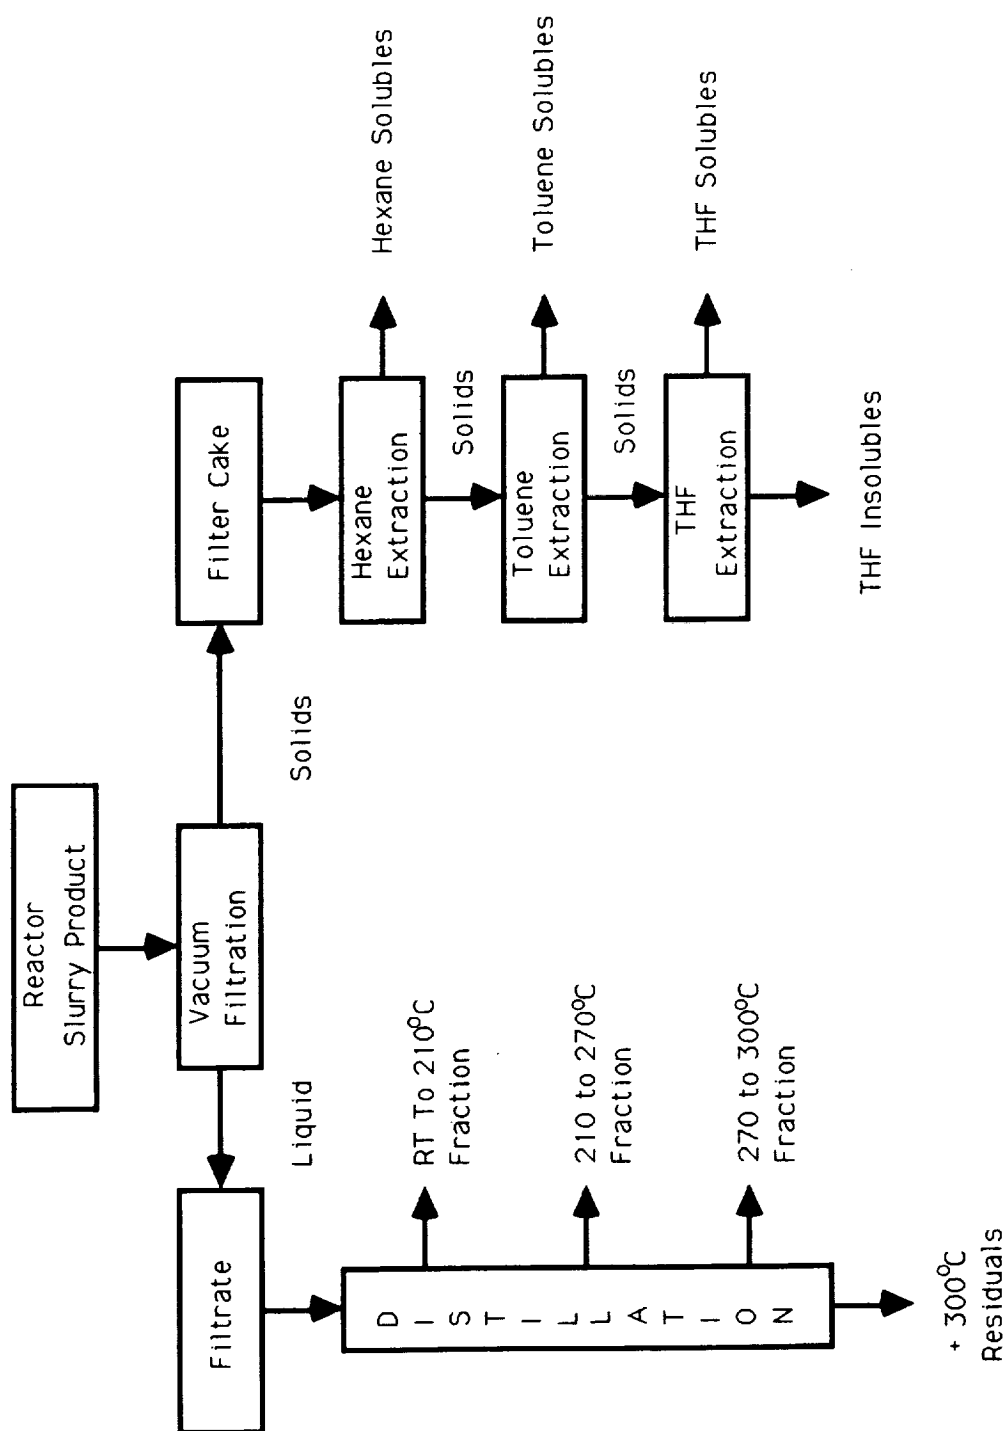 Reactor
Slurry Product
Vacuum
Filtration
Liquid
Solids
Filtrate
Filter Cake
DISTILLATION
RT To 210°C
Fraction
210 to 270°C
Fraction
270 to 300°C
Fraction
+ 300°C
Residuals
Hexane
Extraction
Hexane Solubles
Solids
Toluene
Extraction
Toluene Solubles
Solids
THF
Extraction
THF Solubles
THF Insolubles